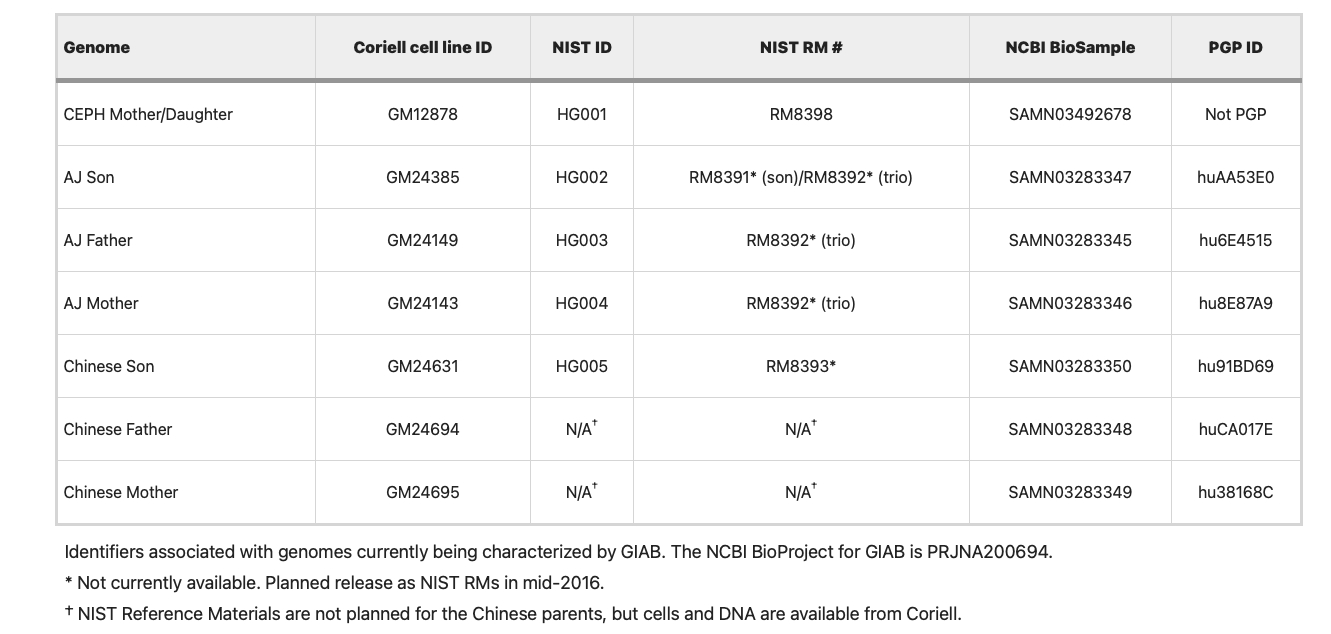 Genome Coriell cell line ID NIST ID NIST RM # NCBI BioSample PGP ID
CEPH Mother/Daughter GM12878 HG001 RM8398 SAMN03492678 Not PGP
AJ Son GM24385 HG002 RM8391* (son)/RM8392* (trio) SAMN03283347 huAA53E0
AJ Father GM24149 HG003 RM8392* (trio) SAMN03283345 hu6E4515
AJ Mother GM24143 HG004 RM8392* (trio) SAMN03283346 hu8E87A9
Chinese Son GM24631 HG005 RM8393* SAMN03283350 hu91BD69
Chinese Father GM24694 N/A† N/A† SAMN03283348 huCA017E
Chinese Mother GM24695 N/A† N/A† SAMN03283349 hu38168C
Identifiers associated with genomes currently being characterized by GIAB. The NCBI BioProject for GIAB is PRJNA200694.
* Not currently available. Planned release as NIST RMs in mid-2016.
† NIST Reference Materials are not planned for the Chinese parents, but cells and DNA are available from Coriell.